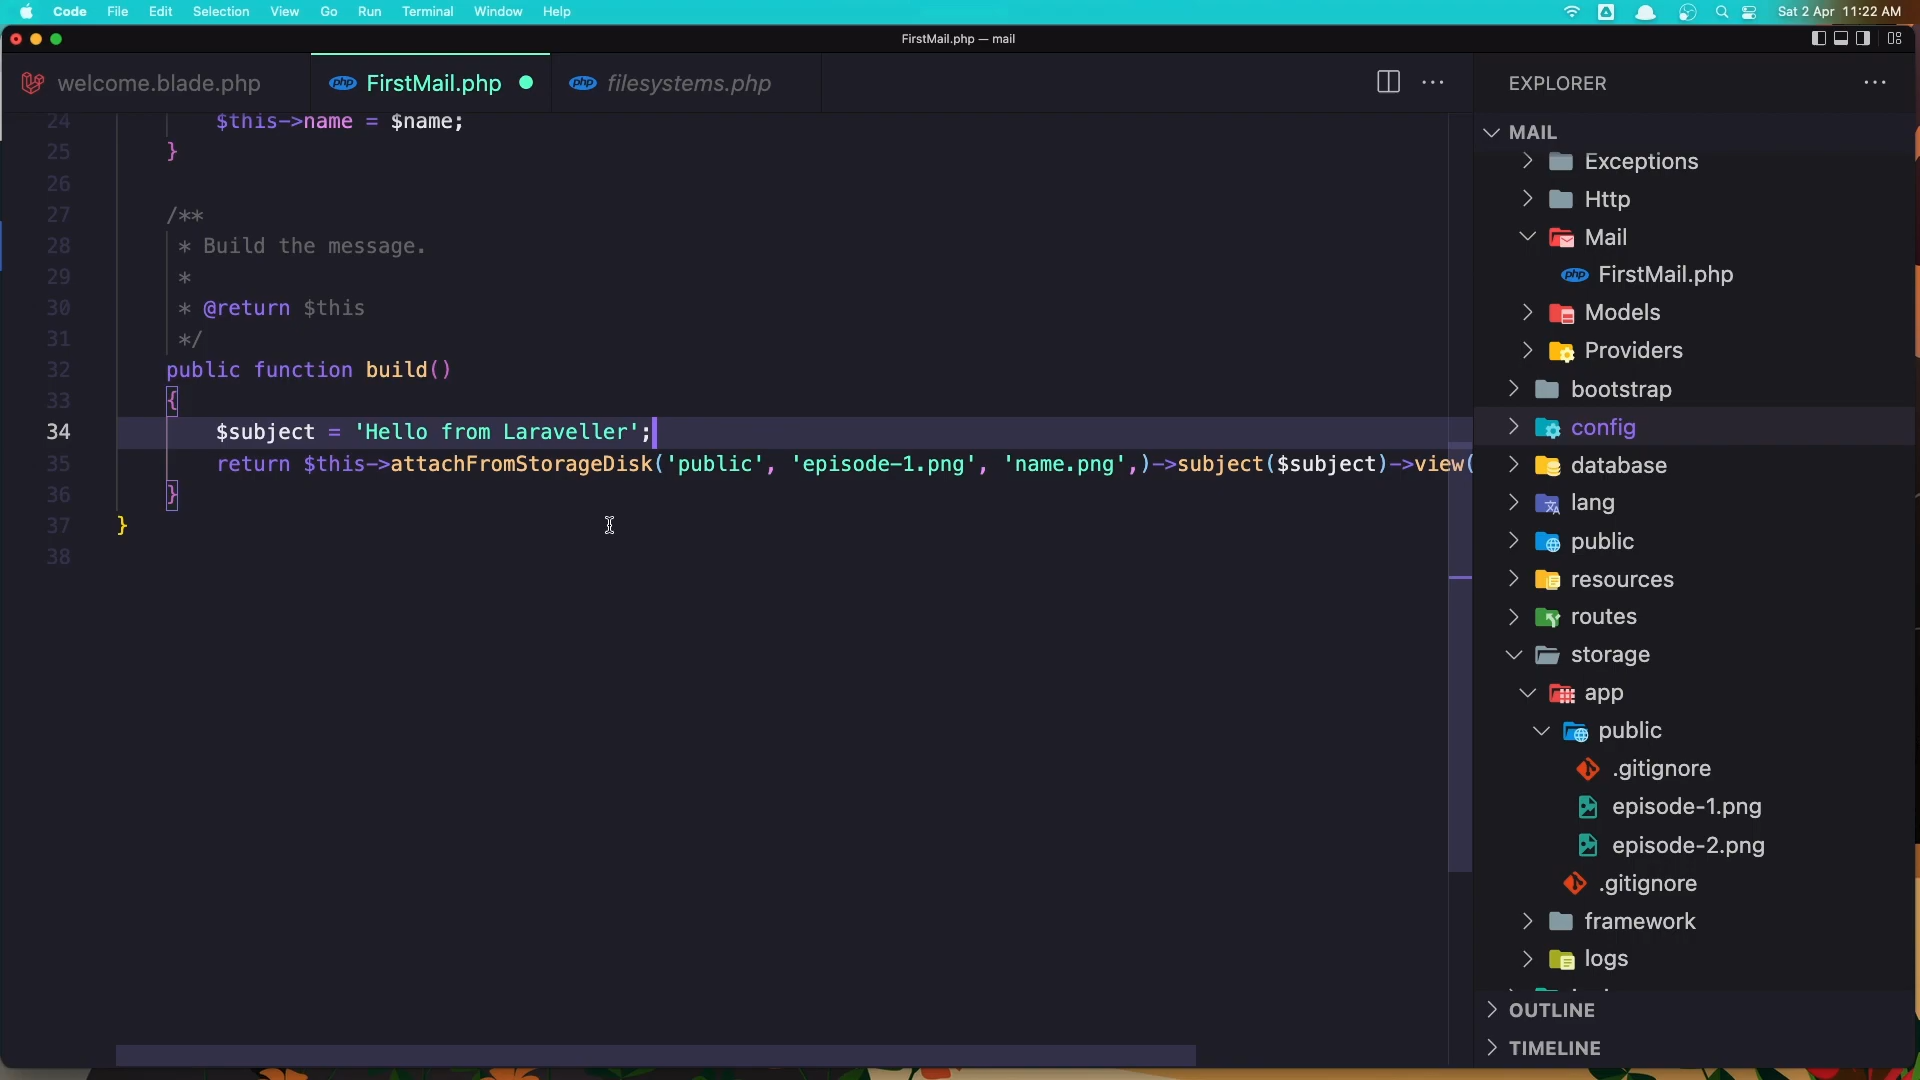 Code File Edit Selection View Go Run Terminal Window Help Sat 2 Apr 11:22 AM
FirstMail.php — mail
welcome.blade.php FirstMail.php filesystems.php
24 $this->name = $name;
25 }
26
27 /**
28 * Build the message.
29 *
30 * @return $this
31 */
32 public function build()
33 {
34 $subject = 'Hello from Laraveller';
35 return $this->attachFromStorageDisk('public', 'episode-1.png', 'name.png',)->subject($subject)->view(
36 }
37 }
38
EXPLORER
MAIL
Exceptions
Http
Mail
FirstMail.php
Models
Providers
bootstrap
config
database
lang
public
resources
routes
storage
app
public
.gitignore
episode-1.png
episode-2.png
.gitignore
framework
logs
OUTLINE
TIMELINE